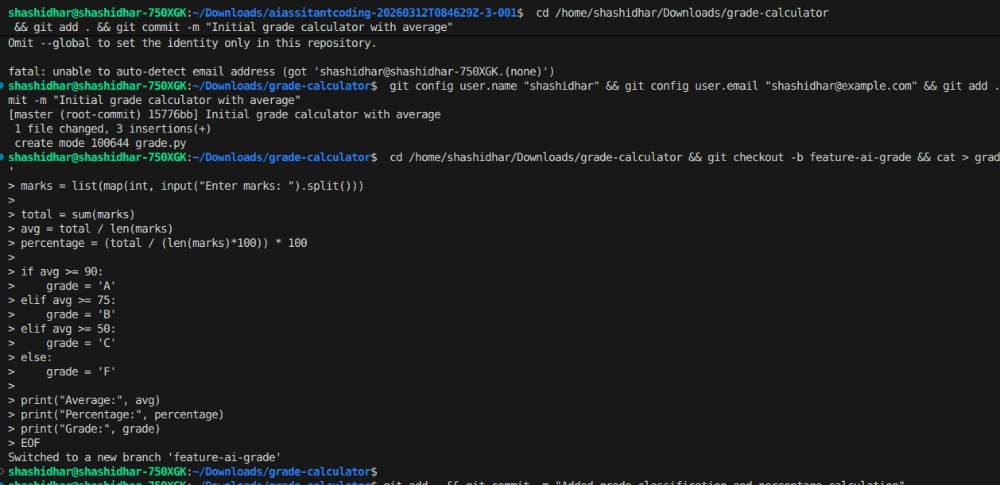 shashidhar@shashidhar-750XGK:~/Downloads/aiassitantcoding-20260312T084629Z-3-001$  cd /home/shashidhar/Downloads/grade-calculator
 && git add . && git commit -m "Initial grade calculator with average"
Omit --global to set the identity only in this repository.

fatal: unable to auto-detect email address (got 'shashidhar@shashidhar-750XGK.(none)')
shashidhar@shashidhar-750XGK:~/Downloads/grade-calculator$  git config user.name "shashidhar" && git config user.email "shashidhar@example.com" && git add .
mit -m "Initial grade calculator with average"
[master (root-commit) 15776bb] Initial grade calculator with average
 1 file changed, 3 insertions(+)
 create mode 100644 grade.py
shashidhar@shashidhar-750XGK:~/Downloads/grade-calculator$  cd /home/shashidhar/Downloads/grade-calculator && git checkout -b feature-ai-grade && cat > grad
'
> marks = list(map(int, input("Enter marks: ").split()))
>
> total = sum(marks)
> avg = total / len(marks)
> percentage = (total / (len(marks)*100)) * 100
>
> if avg >= 90:
>     grade = 'A'
> elif avg >= 75:
>     grade = 'B'
> elif avg >= 50:
>     grade = 'C'
> else:
>     grade = 'F'
>
> print("Average:", avg)
> print("Percentage:", percentage)
> print("Grade:", grade)
> EOF
Switched to a new branch 'feature-ai-grade'
shashidhar@shashidhar-750XGK:~/Downloads/grade-calculator$
shashidhar@shashidhar-750XGK:~/Downloads/grade-calculator$ git add . && git commit -m "Added grade classification and percentage calculation"